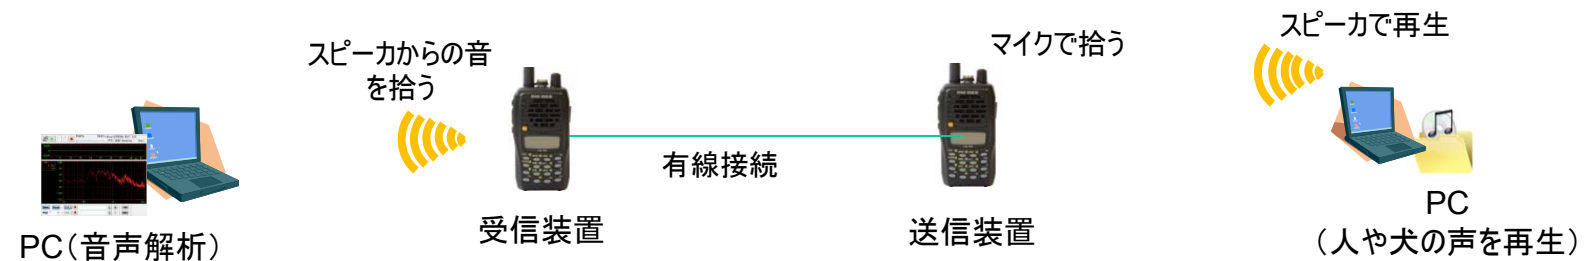 スピーカからの音
を拾う
マイクで拾う
スピーカで再生
有線接続
PC（音声解析）
受信装置
送信装置
PC
（人や犬の声を再生）